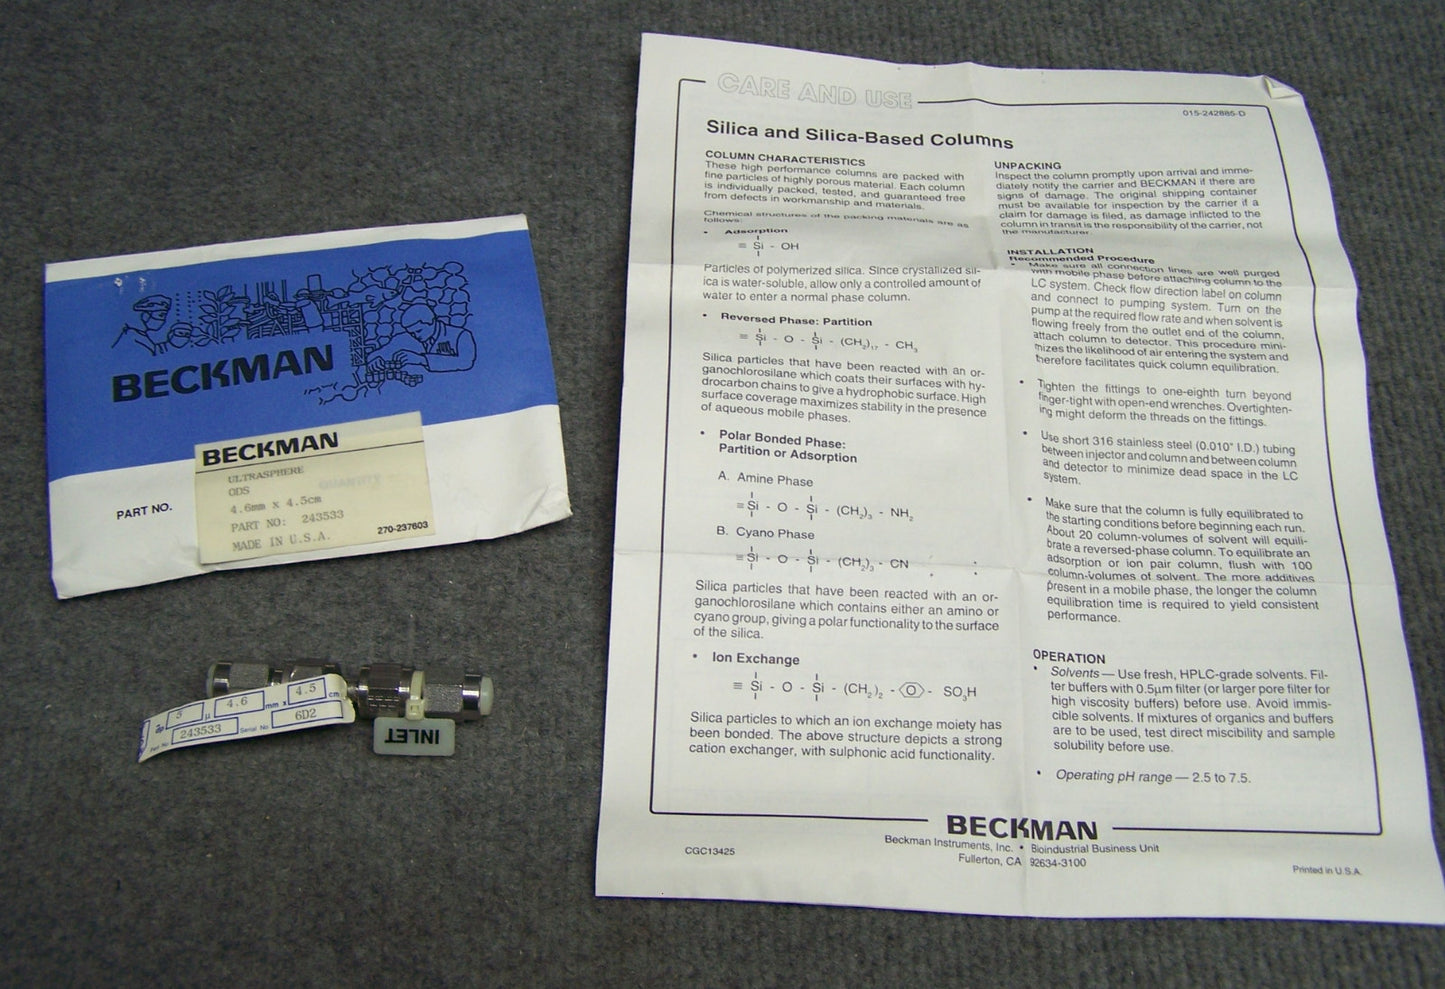 BECKMAN
PART NO.
BECKMAN
ULTRASPHERE
ODS
4.6mm x 4.5cm
PART NO: 243533
MADE IN U.S.A.
270-237603
dp 5 µ 4.6 mm x 4.5 cm
Part No. 243533 Serial No. 6D2
INLET
CARE AND USE
015-242885-D
Silica and Silica-Based Columns
COLUMN CHARACTERISTICS
These high performance columns are packed with
fine particles of highly porous material. Each column
is individually packed, tested, and guaranteed free
from defects in workmanship and materials.
Chemical structures of the packing materials are as
follows:
• Adsorption
≡ Si - OH
Particles of polymerized silica. Since crystallized sil-
ica is water-soluble, allow only a controlled amount of
water to enter a normal phase column.
• Reversed Phase: Partition
≡ Si - O - Si - (CH2)17 - CH3
Silica particles that have been reacted with an or-
ganochlorosilane which coats their surfaces with hy-
drocarbon chains to give a hydrophobic surface. High
surface coverage maximizes stability in the presence
of aqueous mobile phases.
• Polar Bonded Phase:
Partition or Adsorption
A. Amine Phase
≡ Si - O - Si - (CH2)3 - NH2
B. Cyano Phase
≡ Si - O - Si - (CH2)3 - CN
Silica particles that have been reacted with an or-
ganochlorosilane which contains either an amino or
cyano group, giving a polar functionality to the surface
of the silica.
• Ion Exchange
≡ Si - O - Si - (CH2)2 - O - SO3H
Silica particles to which an ion exchange moiety has
been bonded. The above structure depicts a strong
cation exchanger, with sulphonic acid functionality.
UNPACKING
Inspect the column promptly upon arrival and imme-
diately notify the carrier and BECKMAN if there are
signs of damage. The original shipping container
must be available for inspection by the carrier if a
claim for damage is filed, as damage inflicted to the
column in transit is the responsibility of the carrier, not
the manufacturer.
INSTALLATION
Recommended Procedure
• Make sure all connection lines are well purged
with mobile phase before attaching column to the
LC system. Check flow direction label on column
and connect to pumping system. Turn on the
pump at the required flow rate and when solvent is
flowing freely from the outlet end of the column,
attach column to detector. This procedure mini-
mizes the likelihood of air entering the system and
therefore facilitates quick column equilibration.
• Tighten the fittings to one-eighth turn beyond
finger-tight with open-end wrenches. Overtighten-
ing might deform the threads on the fittings.
• Use short 316 stainless steel (0.010" I.D.) tubing
between injector and column and between column
and detector to minimize dead space in the LC
system.
• Make sure that the column is fully equilibrated to
the starting conditions before beginning each run.
About 20 column-volumes of solvent will equili-
brate a reversed-phase column. To equilibrate an
adsorption or ion pair column, flush with 100
column-volumes of solvent. The more additives
present in a mobile phase, the longer the column
equilibration time is required to yield consistent
performance.
OPERATION
• Solvents — Use fresh, HPLC-grade solvents. Fil-
ter buffers with 0.5µm filter (or larger pore filter for
high viscosity buffers) before use. Avoid immis-
cible solvents. If mixtures of organics and buffers
are to be used, test direct miscibility and sample
solubility before use.
• Operating pH range — 2.5 to 7.5.
BECKMAN
Beckman Instruments, Inc. • Bioindustrial Business Unit
Fullerton, CA 92634-3100
CGC13425
Printed in U.S.A.